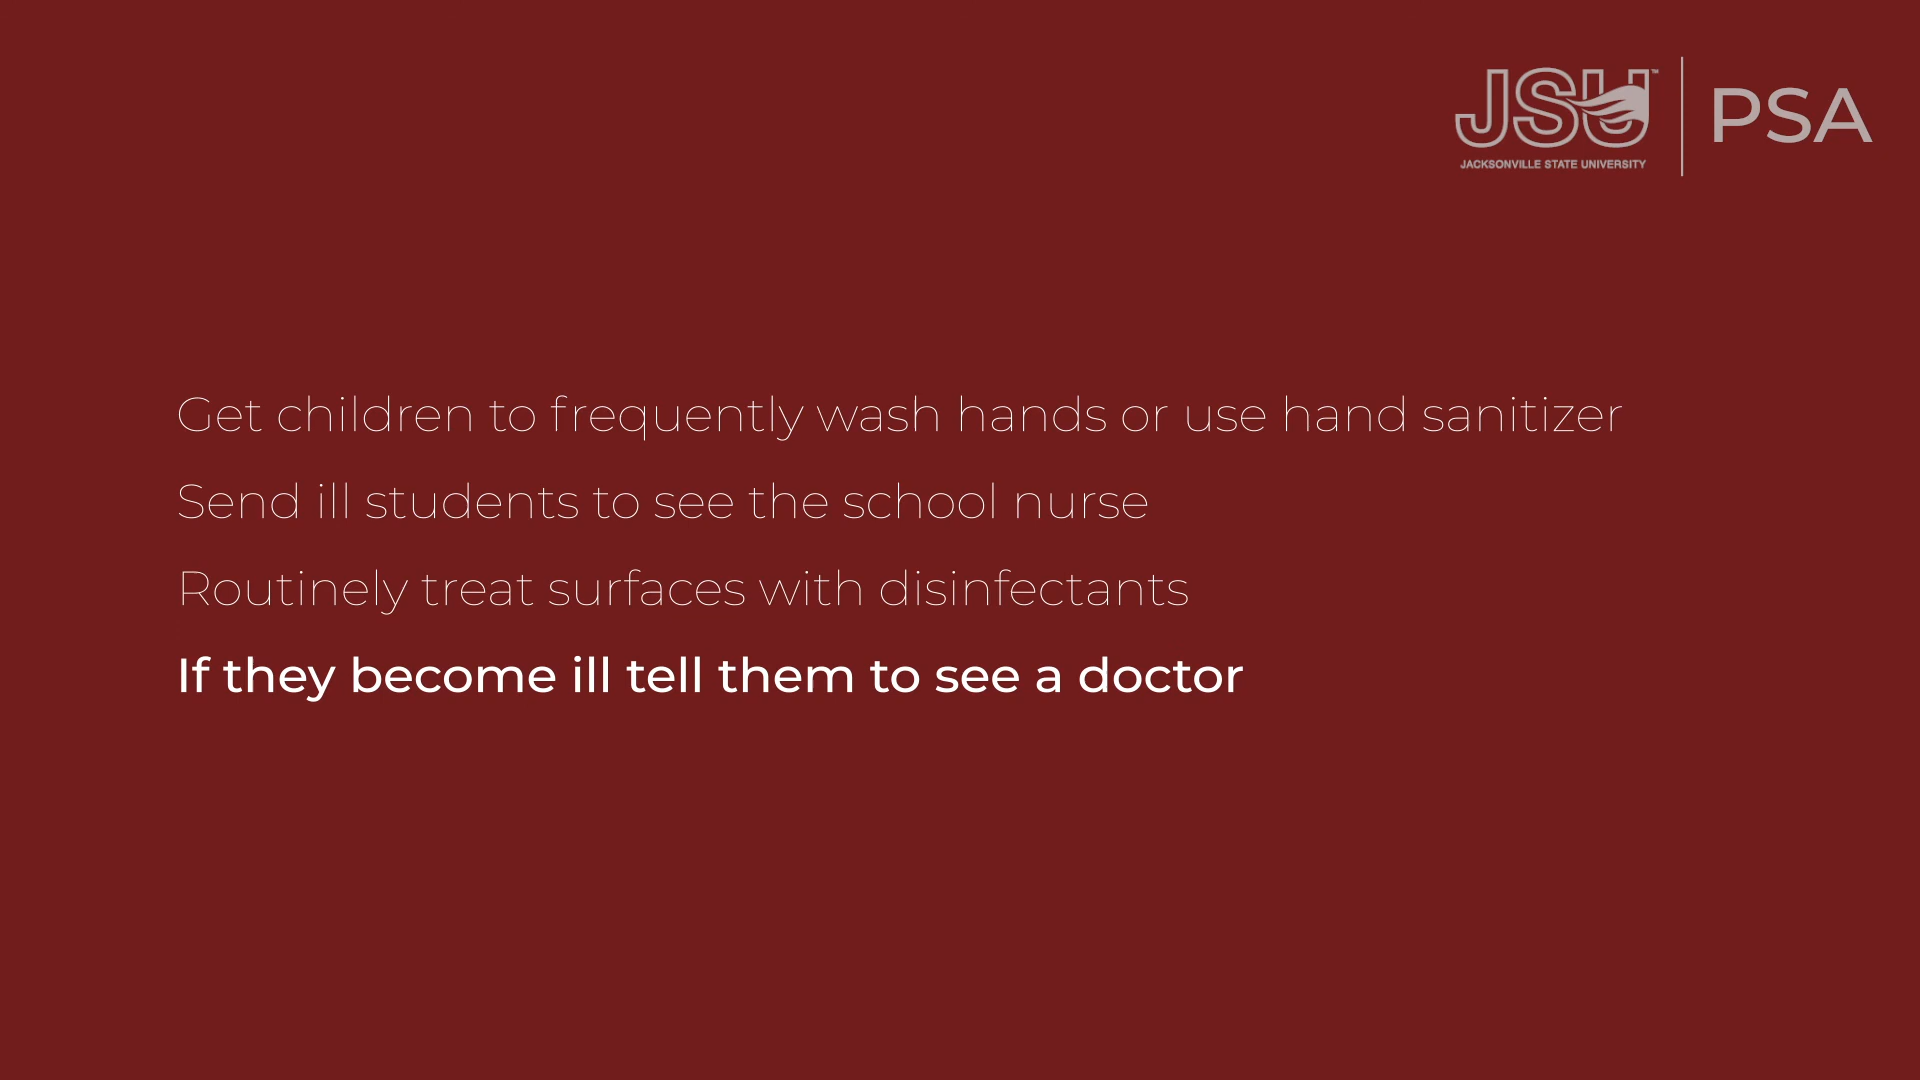 JSU™
JACKSONVILLE STATE UNIVERSITY
PSA
Get children to frequently wash hands or use hand sanitizer
Send ill students to see the school nurse
Routinely treat surfaces with disinfectants
If they become ill tell them to see a doctor